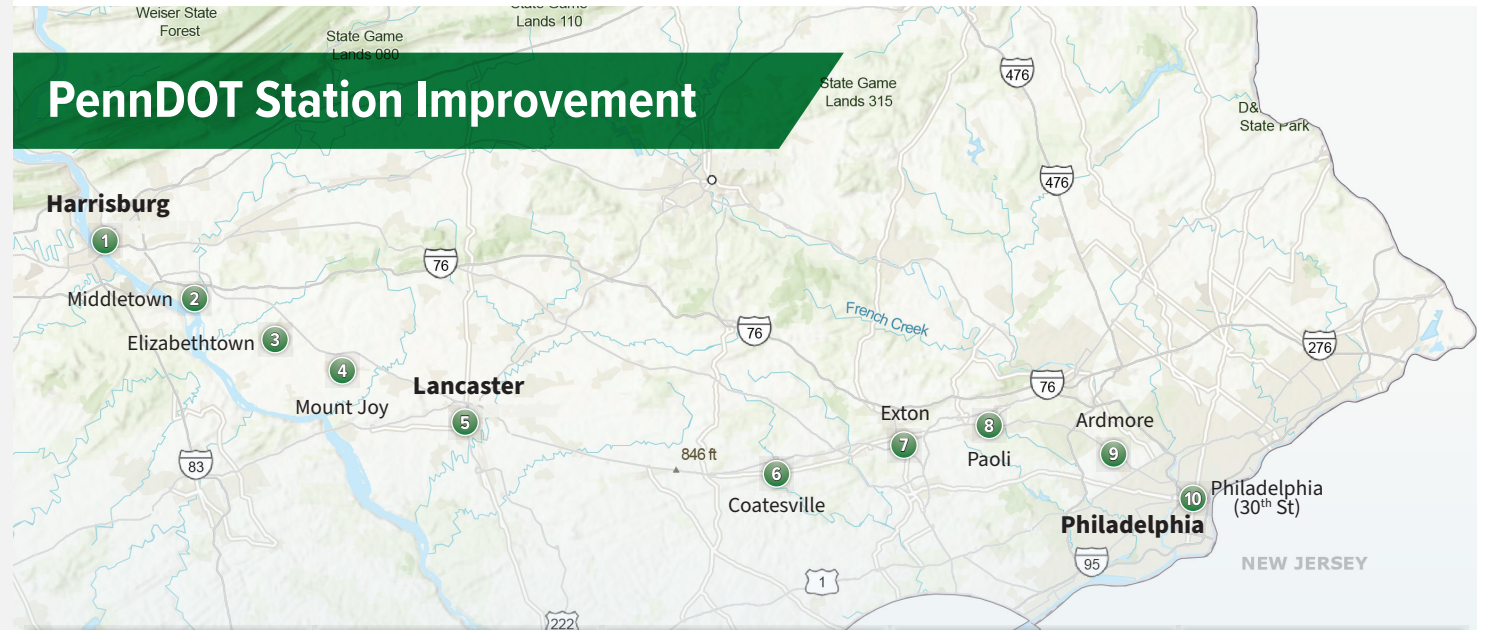 Weiser State
Forest
State Game
Lands 110
State Game
Lands 080
PennDOT Station Improvement
State Game
Lands 315
476
D&
State Park
476
Harrisburg
1
76
Middletown
2
Elizabethtown
3
French Creek
76
276
4
Mount Joy
Lancaster
5
76
Exton
7
8
Paoli
Ardmore
9
83
846 ft
6
Coatesville
10
Philadelphia
(30th St)
Philadelphia
95
NEW JERSEY
1
222